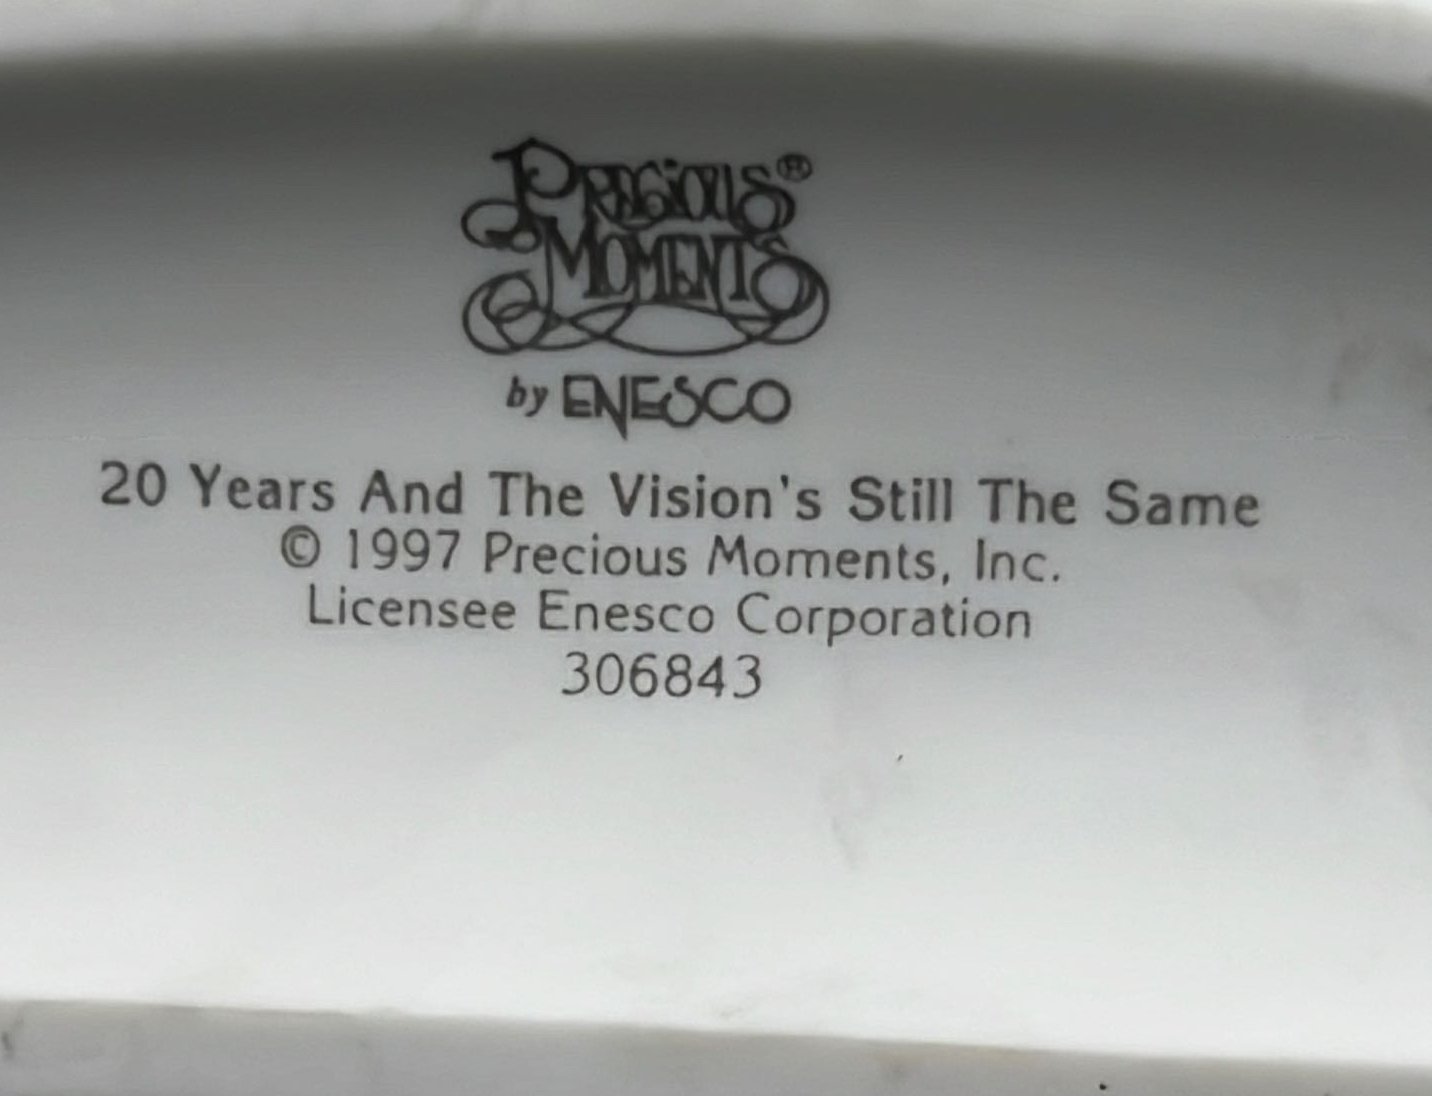 PRECIOUS®
MOMENTS
by ENESCO
20 Years And The Vision's Still The Same
© 1997 Precious Moments, Inc.
Licensee Enesco Corporation
306843